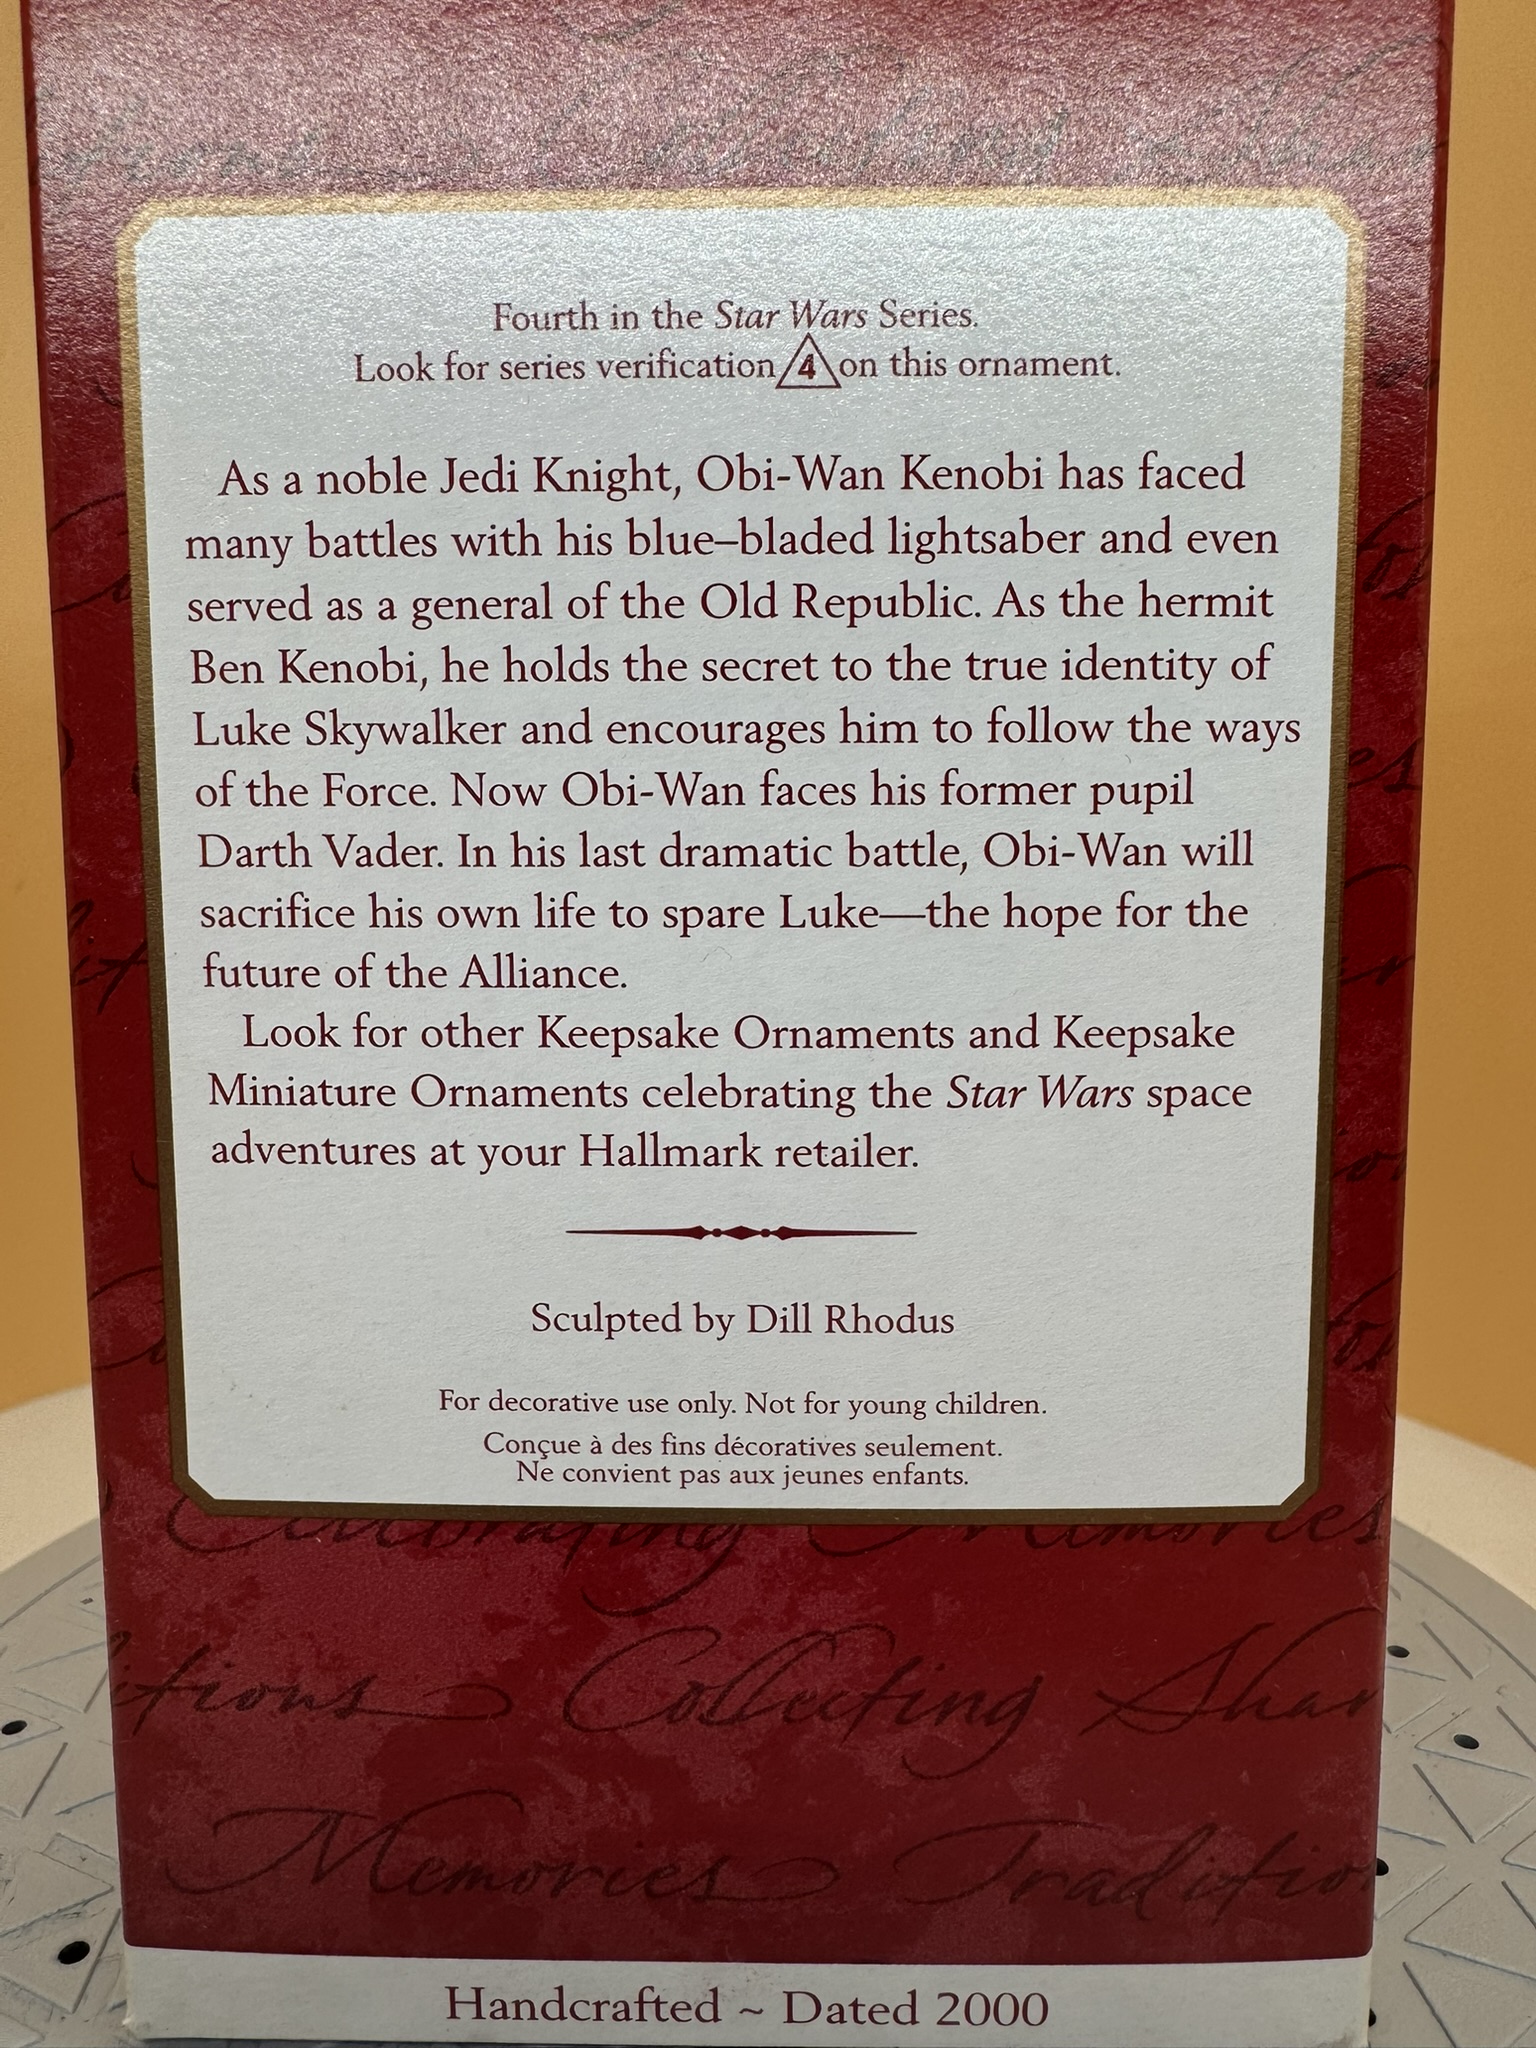 Fourth in the Star Wars Series.
Look for series verification 4 on this ornament.
As a noble Jedi Knight, Obi-Wan Kenobi has faced
many battles with his blue–bladed lightsaber and even
served as a general of the Old Republic. As the hermit
Ben Kenobi, he holds the secret to the true identity of
Luke Skywalker and encourages him to follow the ways
of the Force. Now Obi-Wan faces his former pupil
Darth Vader. In his last dramatic battle, Obi-Wan will
sacrifice his own life to spare Luke—the hope for the
future of the Alliance.
Look for other Keepsake Ornaments and Keepsake
Miniature Ornaments celebrating the Star Wars space
adventures at your Hallmark retailer.
Sculpted by Dill Rhodus
For decorative use only. Not for young children.
Conçue à des fins décoratives seulement.
Ne convient pas aux jeunes enfants.
Celebrating Memories
itions Collecting Shar
Memories Traditio
Handcrafted ~ Dated 2000